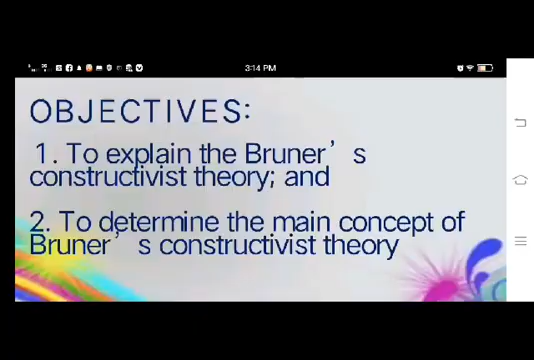 3:14 PM
OBJECTIVES:
1. To explain the Bruner's
constructivist theory; and
2. To determine the main concept of
Bruner's constructivist theory